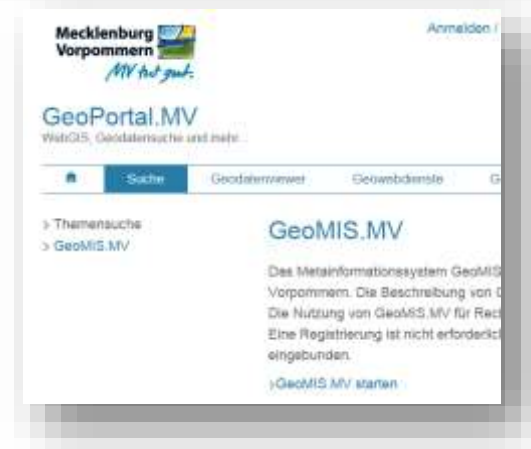 Mecklenburg
Vorpommern
MV tut gut.
Anmelden /
GeoPortal.MV
WebGIS, Geodatensuche und mehr...
Suche
Geodatenviewer
Geowebdienste
G
> Themensuche
> GeoMIS.MV
GeoMIS.MV
Das Metainformationssystem GeoMIS
Vorpommern. Die Beschreibung von G
Die Nutzung von GeoMIS.MV für Rec
Eine Registrierung ist nicht erforderlic
eingebunden.
>GeoMIS.MV starten